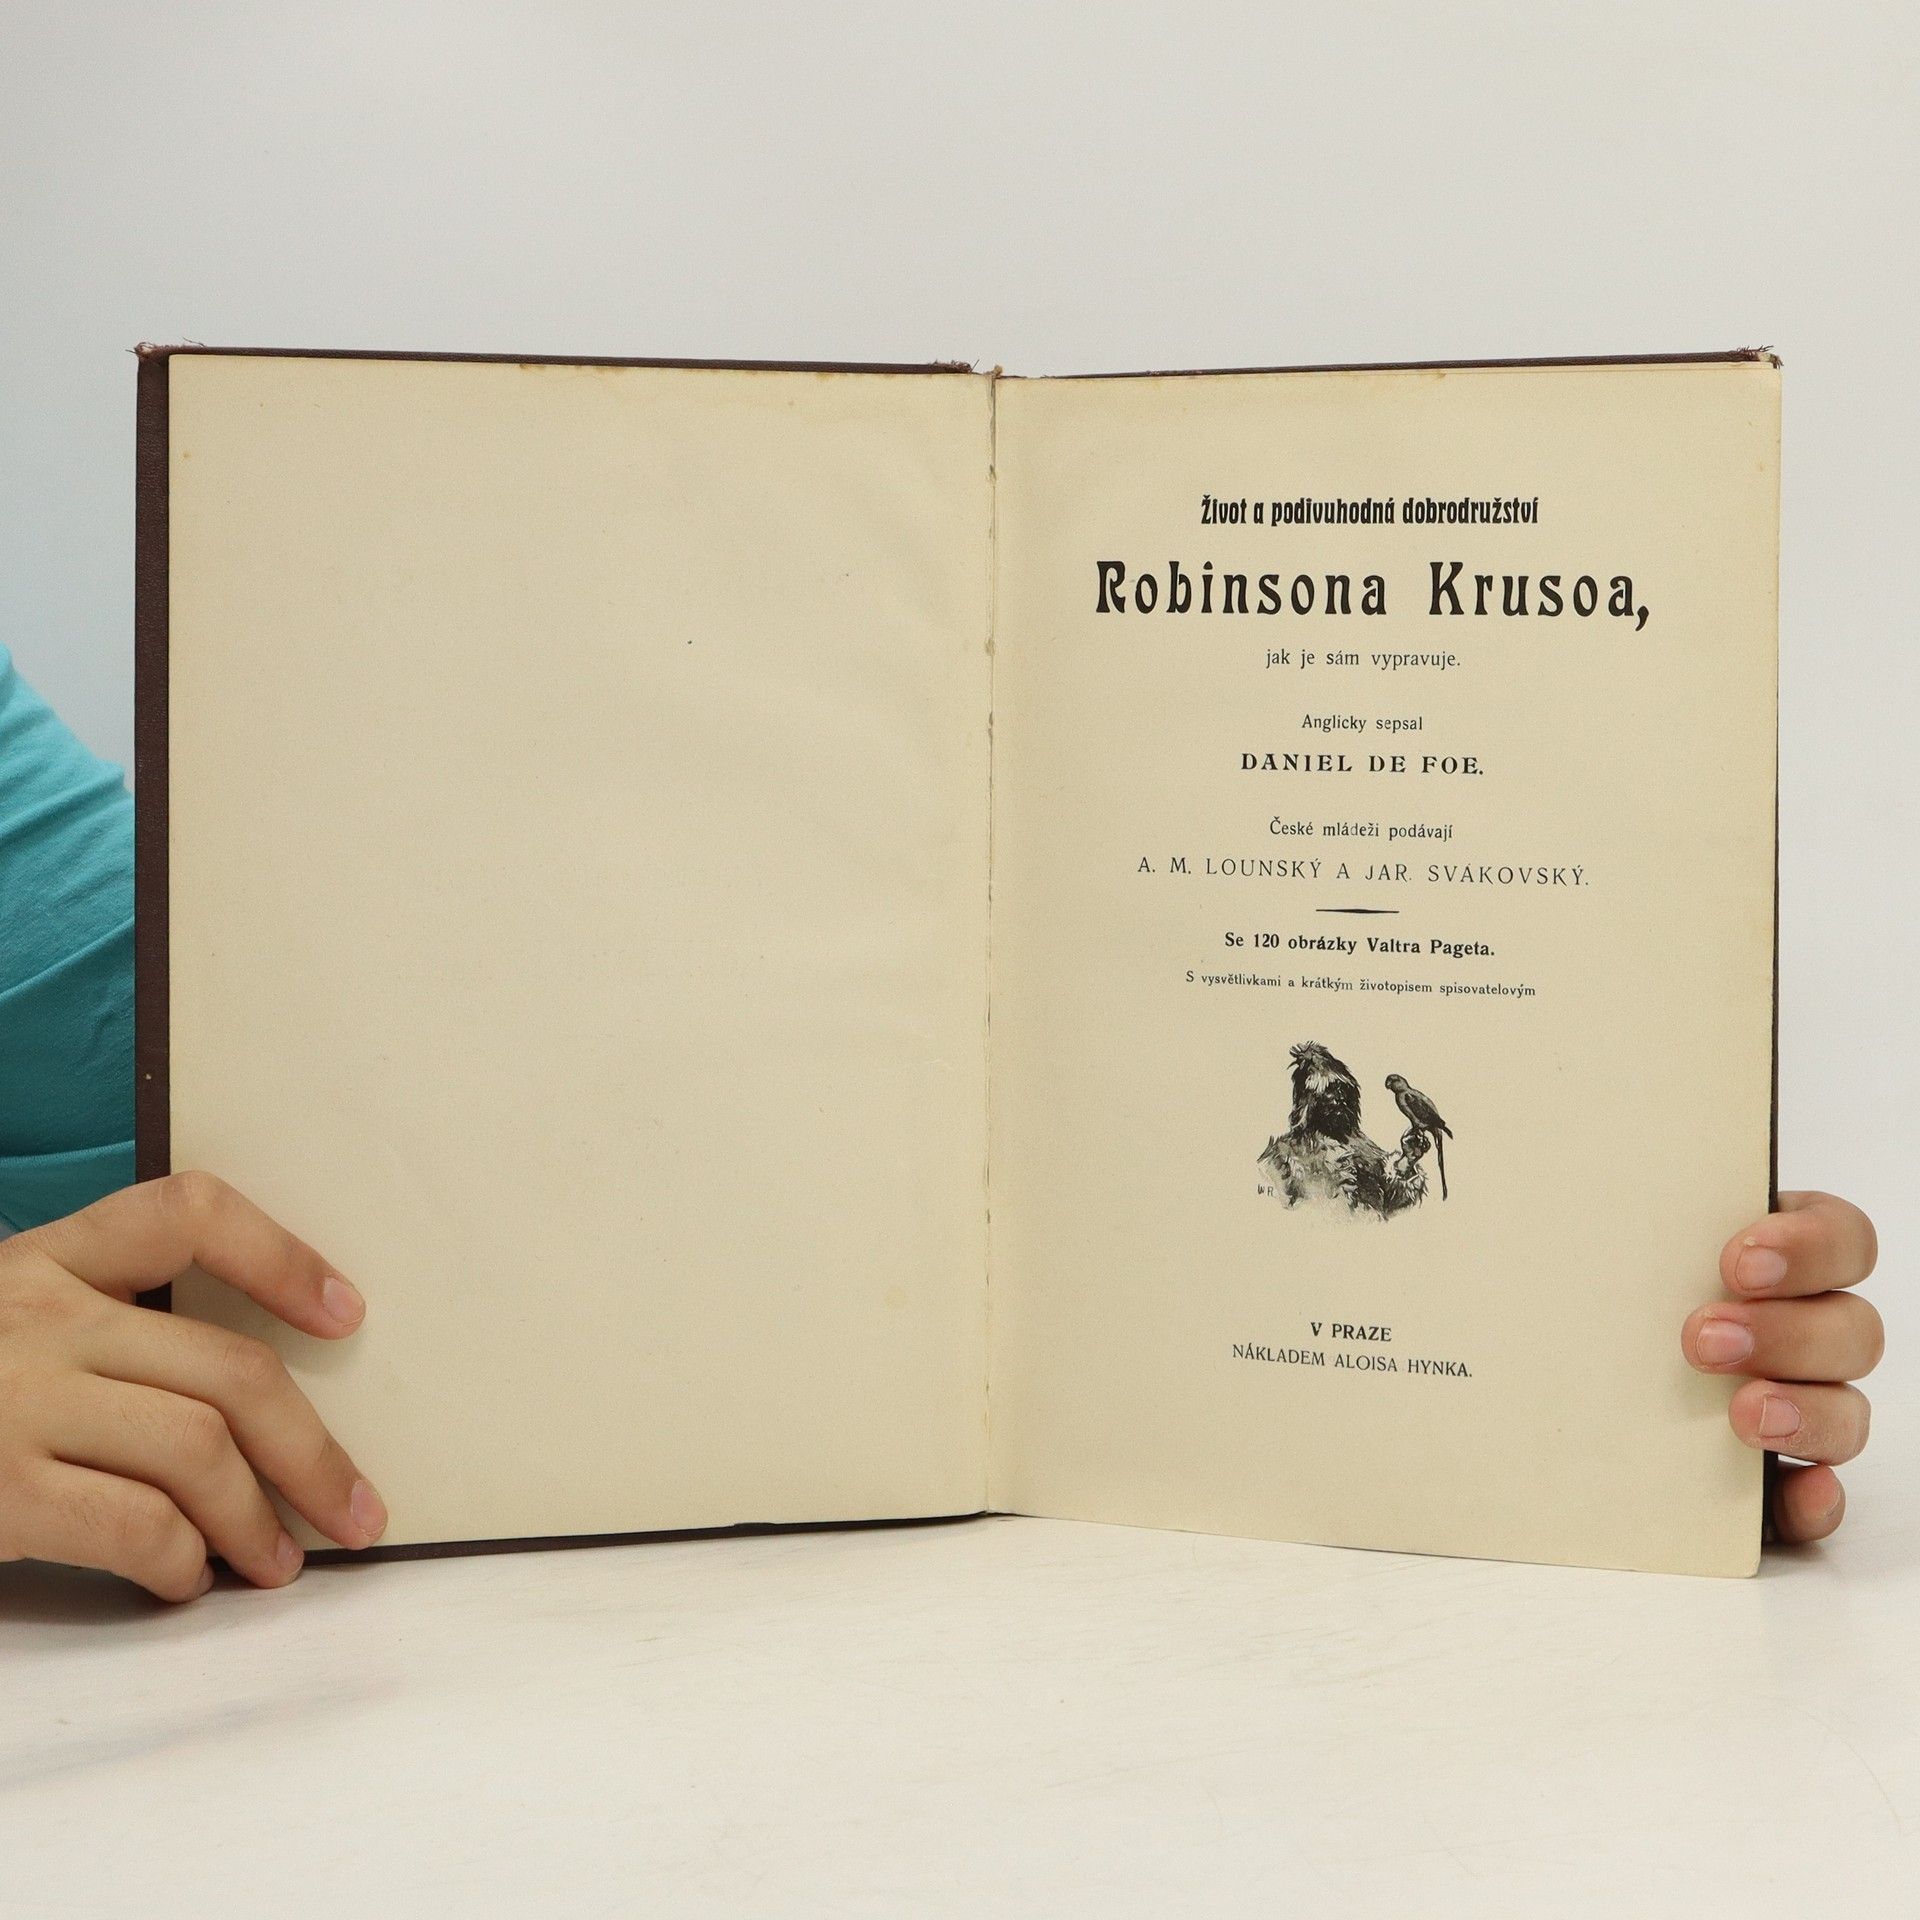 Život a podivuhodná dobrodružství
Robinsona Krusoa,
jak je sám vypravuje.
Anglicky sepsal
DANIEL DE FOE.
České mládeži podávají
A. M. LOUNSKÝ A JAR. SVÁKOVSKÝ.
Se 120 obrázky Valtra Pageta.
S vysvětlivkami a krátkým životopisem spisovatelovým
V PRAZE
NÁKLADEM ALOISA HYNKA.